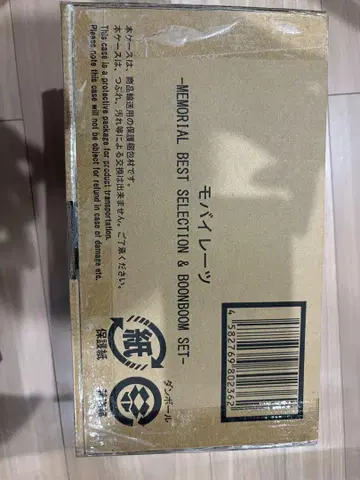 モバイレーツ
-MEMORIAL BEST SELECTION & BOONBOOM SET-
本ケースは、商品輸送用の保護梱包材です。
本ケースは、つぶれ、汚れ等による交換は出来ません。ご了承ください。
This case is a protective package for product transportation.
Please note this case will not be object for refund in case of damage etc.
4 582769 802362
紙
保護紙
ダンボール